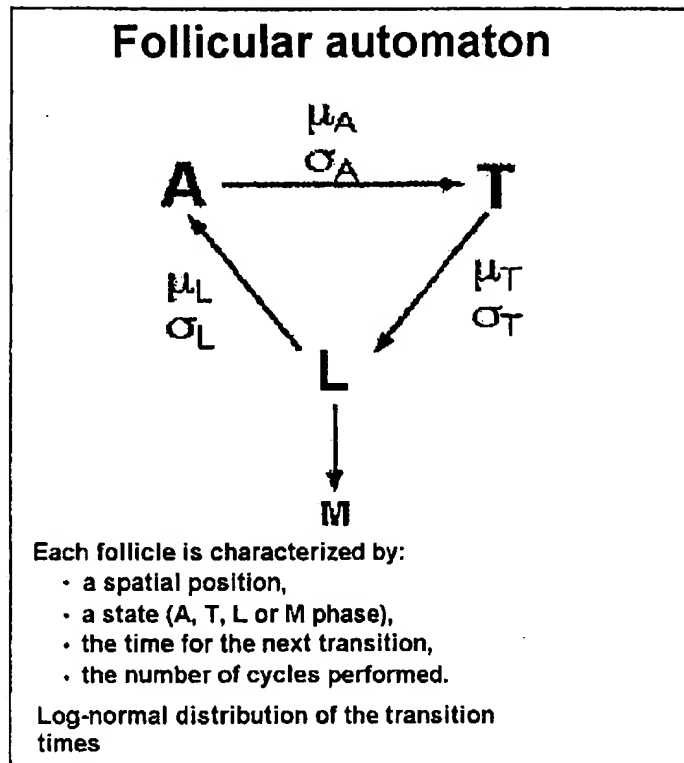 Follicular automaton
μA
σA
A
T
μL
σL
μT
σT
L
M
Each follicle is characterized by:
· a spatial position,
· a state (A, T, L or M phase),
· the time for the next transition,
· the number of cycles performed.
Log-normal distribution of the transition
times